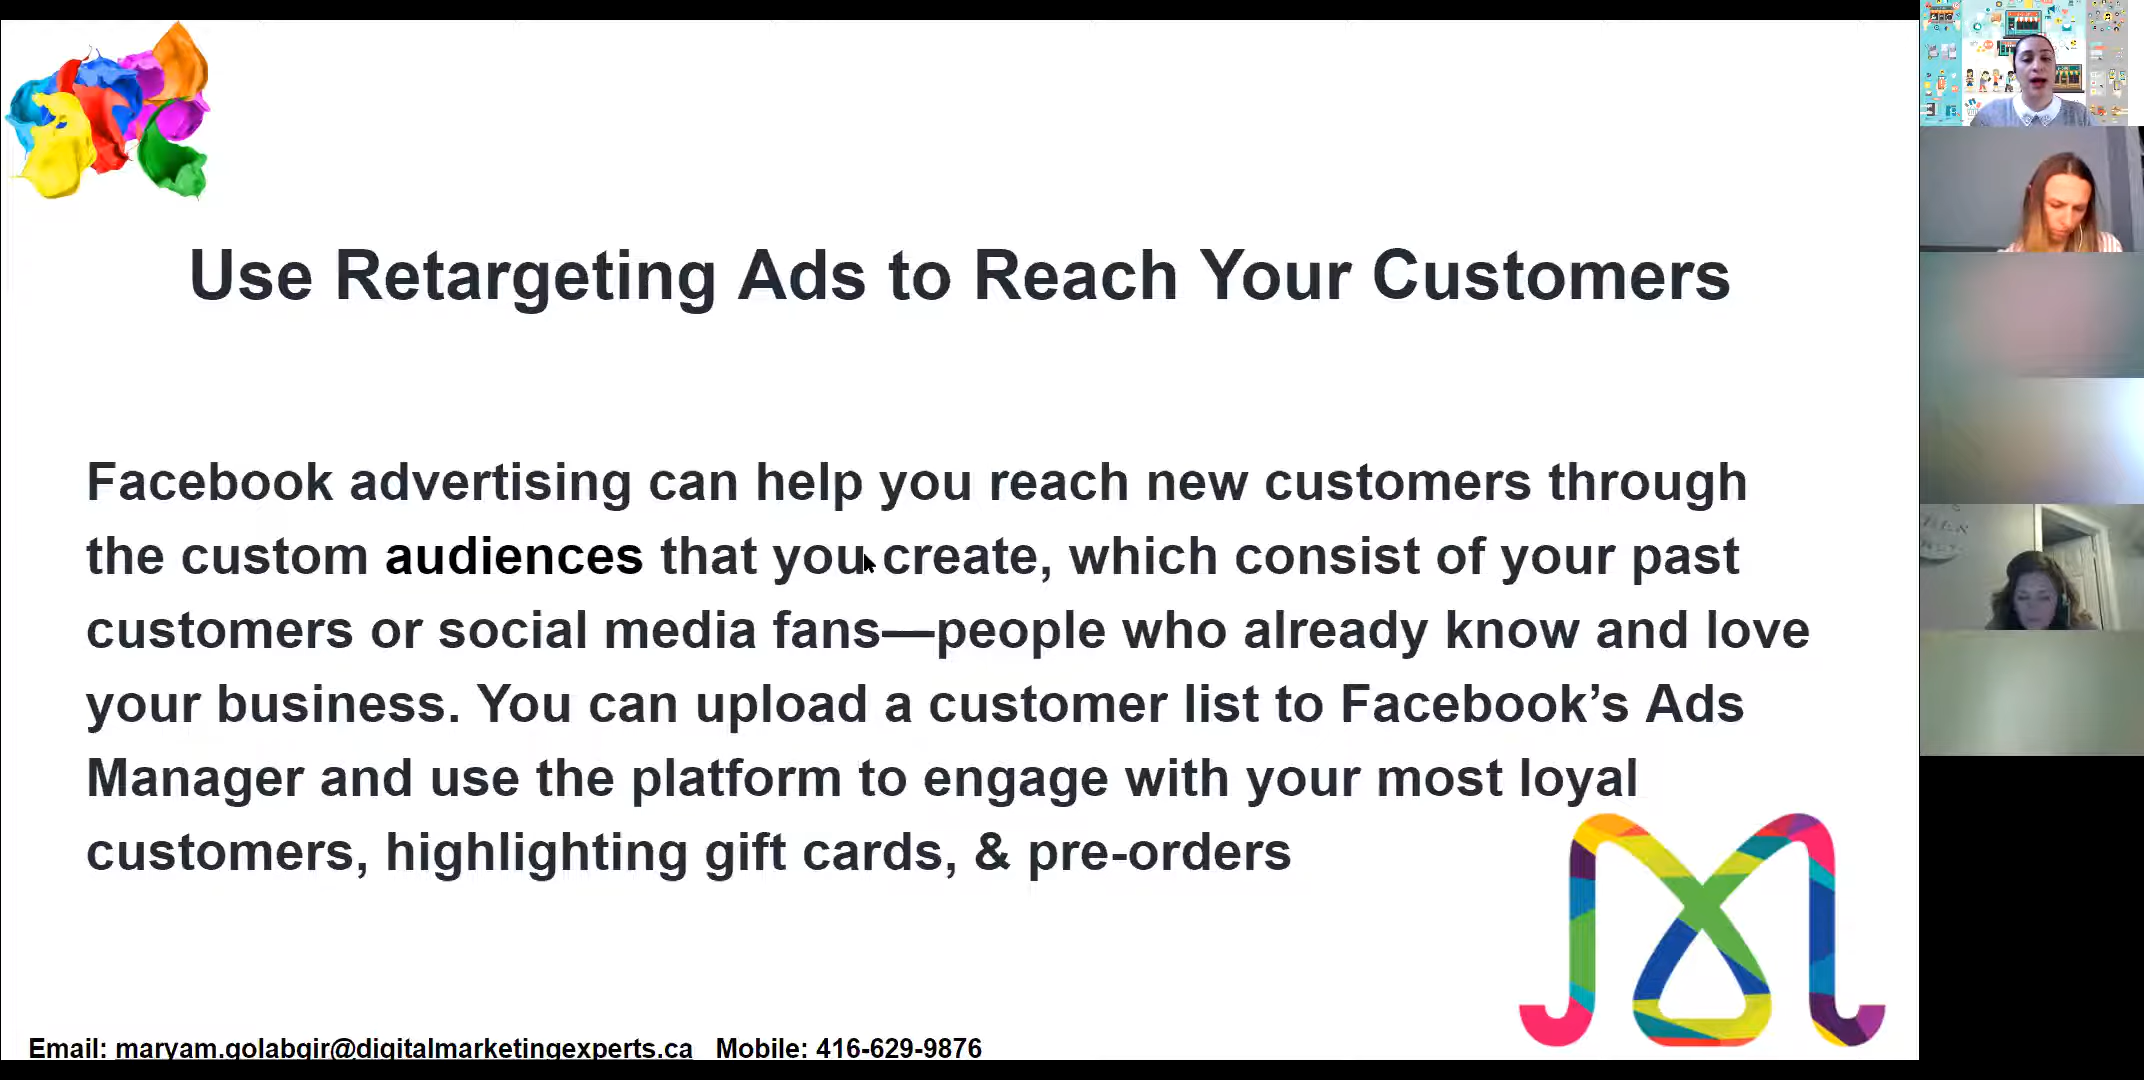 Use Retargeting Ads to Reach Your Customers
Facebook advertising can help you reach new customers through
the custom audiences that you create, which consist of your past
customers or social media fans—people who already know and love
your business. You can upload a customer list to Facebook’s Ads
Manager and use the platform to engage with your most loyal
customers, highlighting gift cards, & pre-orders
Email: maryam.golabgir@digitalmarketingexperts.ca Mobile: 416-629-9876